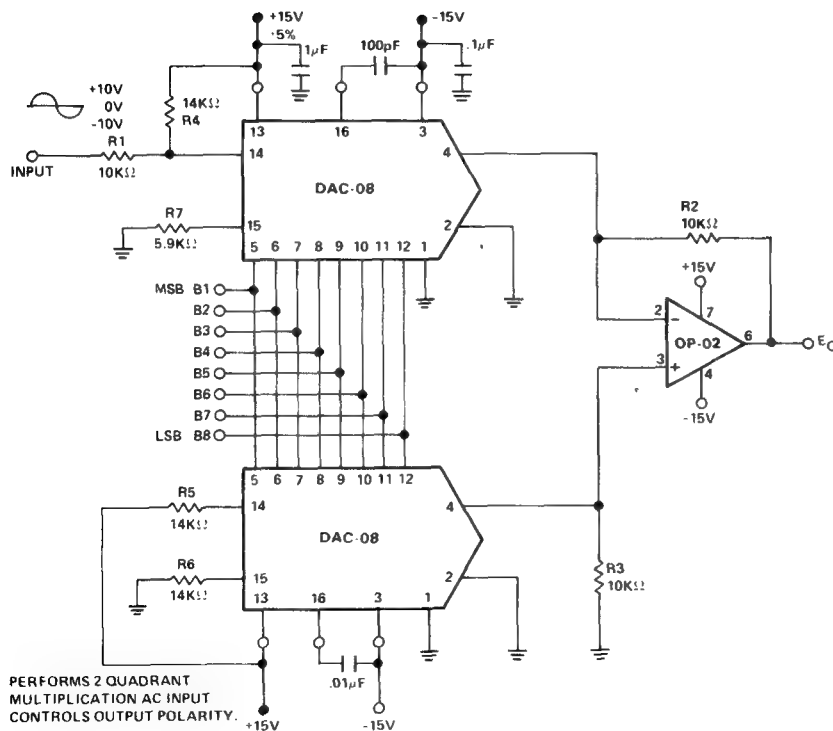 +15V
·5%
1µF
100pF
-15V
.1µF
+10V
0V
-10V
14KΩ
R4
13
16
3
INPUT
R1
10KΩ
14
4
DAC-08
R7
5.9KΩ
15
2
5 6 7 8 9 10 11 12 1
R2
10KΩ
MSB B1
B2
B3
B4
B5
B6
B7
LSB B8
+15V
2
−
7
OP-02
6
E₀
3
+
4
-15V
5 6 7 8 9 10 11 12
R5
14KΩ
14
4
DAC-08
R6
14KΩ
15
2
13
16
3
1
R3
10KΩ
.01µF
+15V
-15V
PERFORMS 2 QUADRANT
MULTIPLICATION AC INPUT
CONTROLS OUTPUT POLARITY.